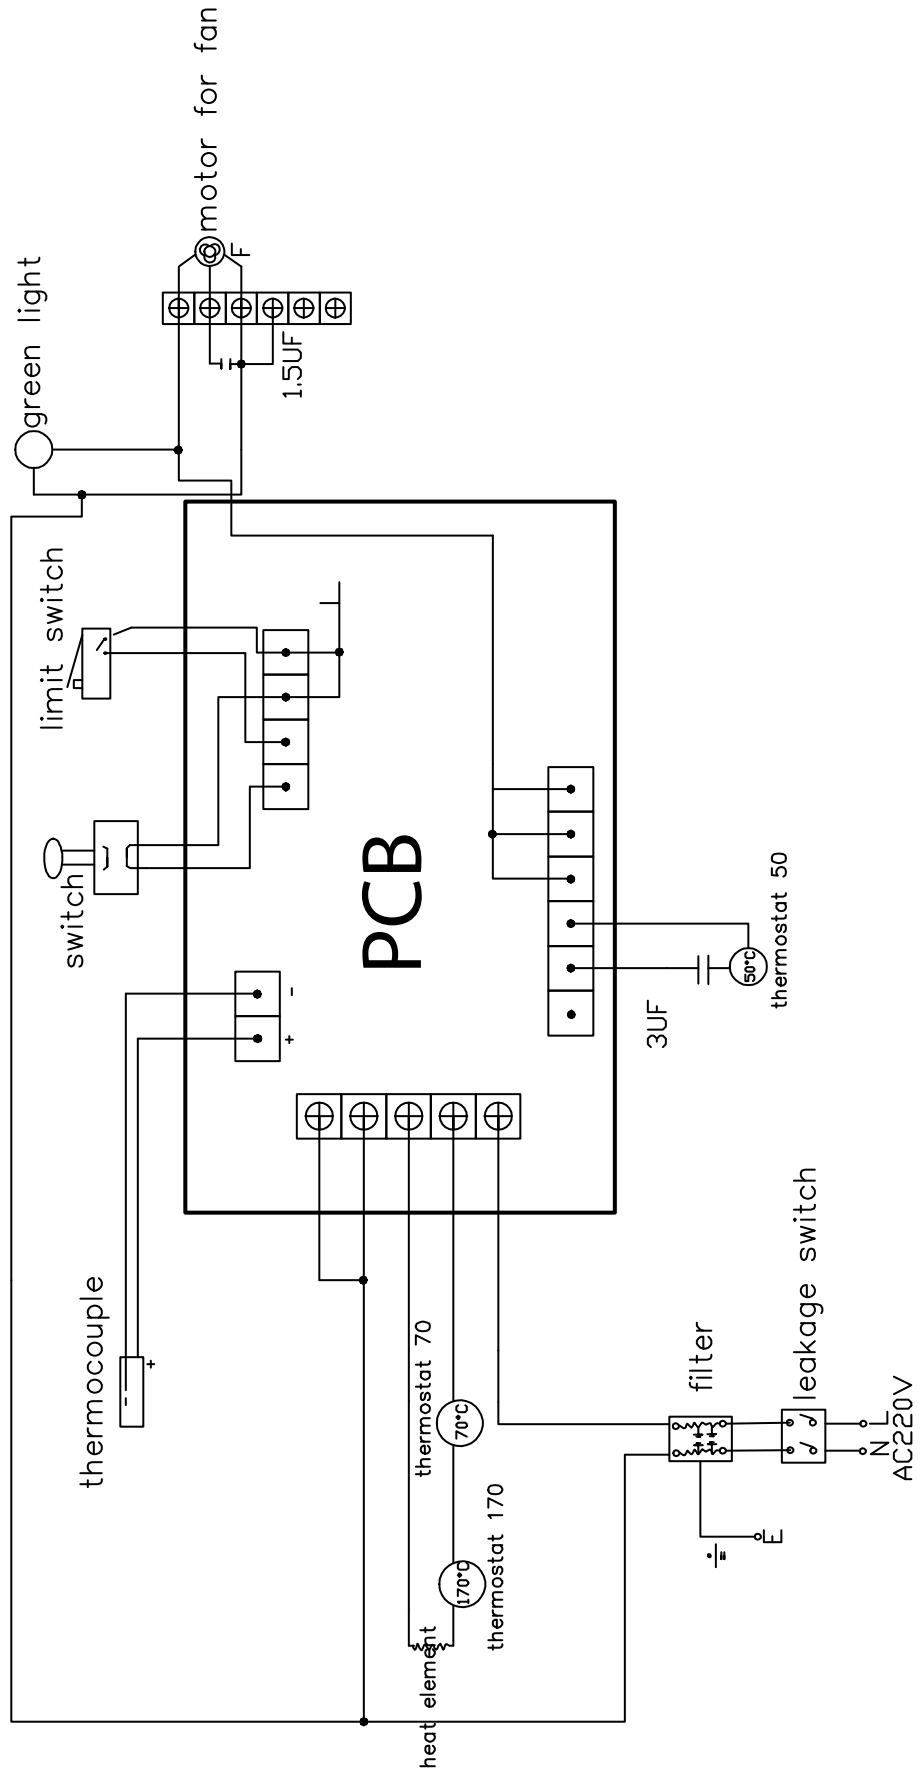 motor for fan
F
green light
1.5UF
limit switch
L
switch
PCB
-
+
3UF
50°C
thermostat 50
thermocouple
-
+
thermostat 70
70°C
170°C
thermostat 170
heat element
filter
leakage switch
L
N
AC220V
E